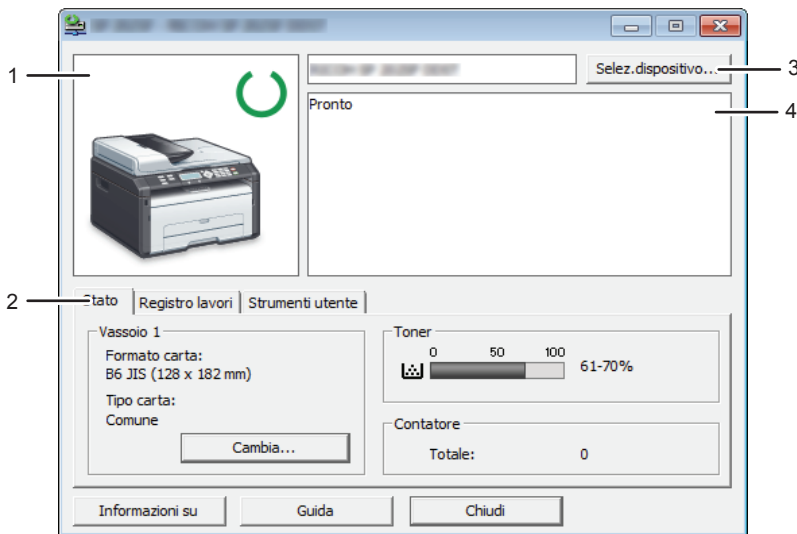 1
Selez.dispositivo...
3
Pronto
4
2
Stato
Registro lavori
Strumenti utente
Vassoio 1
Formato carta:
B6 JIS (128 x 182 mm)
Tipo carta:
Comune
Cambia...
Toner
0 50 100
61-70%
Contatore
Totale: 0
Informazioni su
Guida
Chiudi